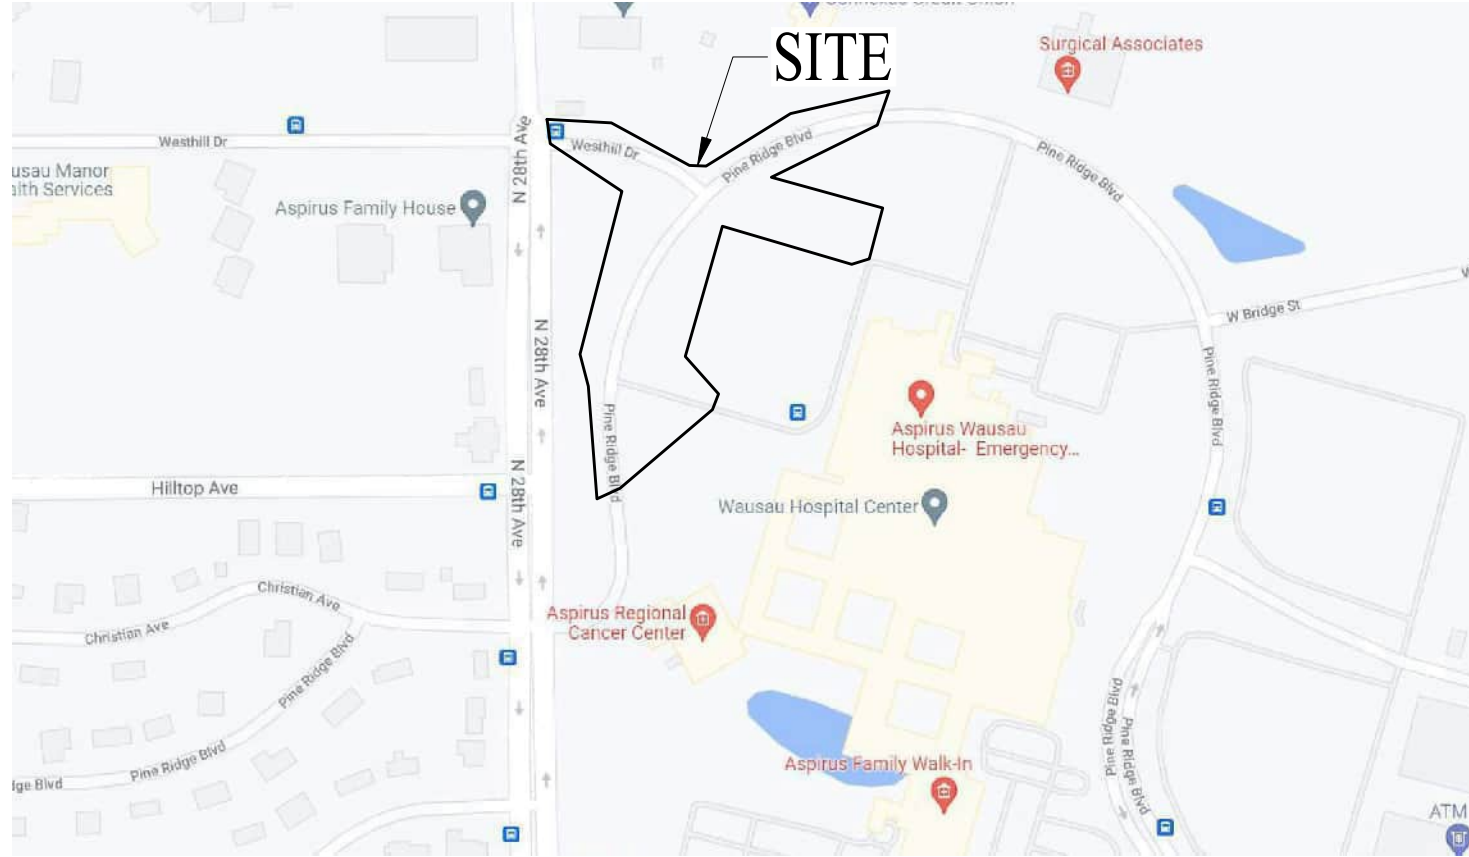 Connexus Credit Union
SITE
Surgical Associates
Westhill Dr
N 28th Ave
Westhill Dr
Pine Ridge Blvd
Pine Ridge Blvd
usau Manor
alth Services
Aspirus Family House
W Bridge St
N 28th Ave
Pine Ridge Blvd
Pine Ridge Blvd
Aspirus Wausau
Hospital- Emergency...
N 28th Ave
Hilltop Ave
Wausau Hospital Center
Christian Ave
Christian Ave
Aspirus Regional
Cancer Center
Pine Ridge Blvd
Pine Ridge Blvd
dge Blvd
Pine Ridge Blvd
Pine Ridge Blvd
Aspirus Family Walk-In
ATM